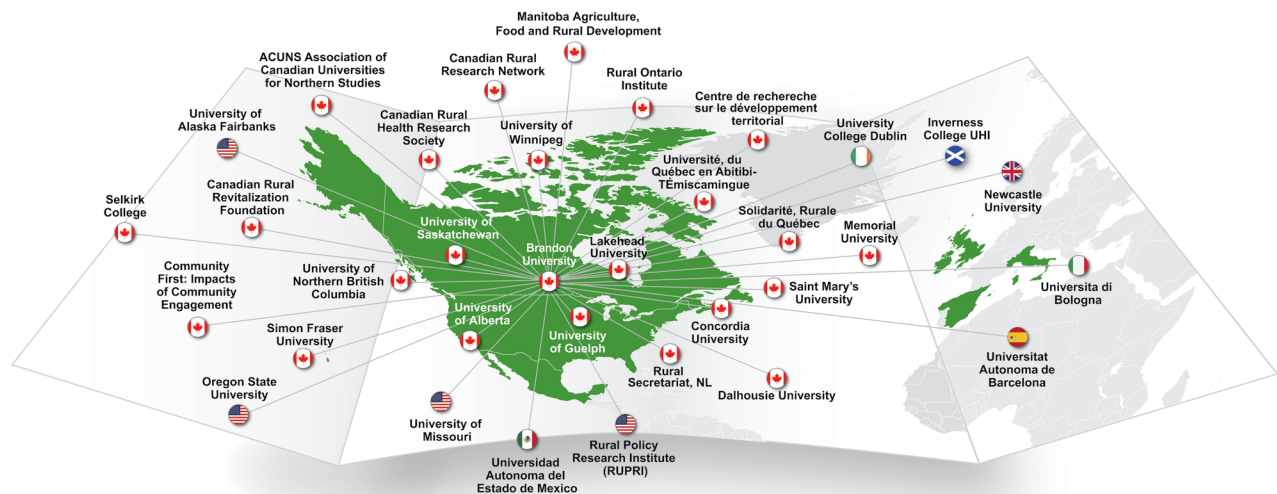 Manitoba Agriculture,
Food and Rural Development
ACUNS Association of
Canadian Universities
for Northern Studies
Canadian Rural
Research Network
Rural Ontario
Institute
Centre de rechereche
sur le développement
territorial
University of
Alaska Fairbanks
Canadian Rural
Health Research
Society
University of
Winnipeg
University
College Dublin
Inverness
College UHI
Université, du
Québec en Abitibi-
TÉmiscamingue
Newcastle
University
Selkirk
College
Canadian Rural
Revitalization
Foundation
University of
Saskatchewan
Brandon
University
Lakehead
University
Solidarité, Rurale
du Québec
Memorial
University
Community
First: Impacts
of Community
Engagement
University of
Northern British
Columbia
Saint Mary's
University
Universita di
Bologna
Simon Fraser
University
University
of Alberta
University
of Guelph
Concordia
University
Rural
Secretariat, NL
Dalhousie University
Universitat
Autonoma de
Barcelona
Oregon State
University
University of
Missouri
Universidad
Autonoma del
Estado de Mexico
Rural Policy
Research Institute
(RUPRI)